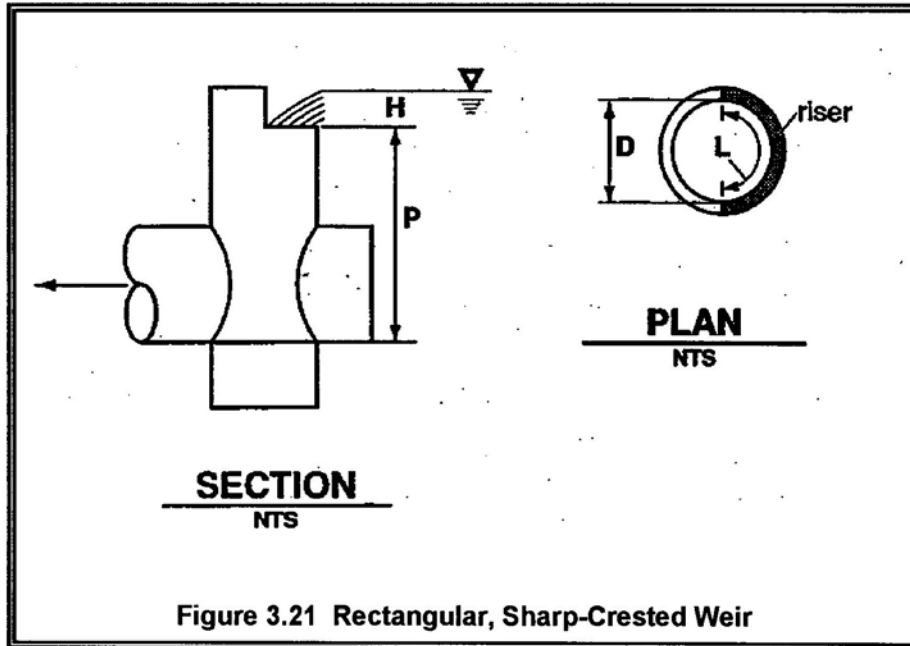 H
P
SECTION
NTS
D
L
riser
PLAN
NTS
Figure 3.21 Rectangular, Sharp-Crested Weir